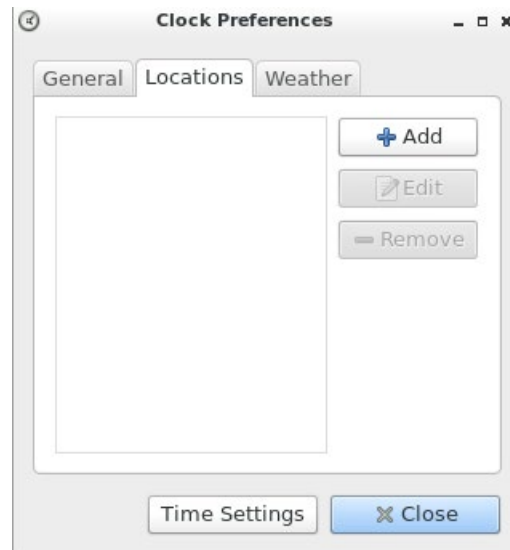 Clock Preferences
General Locations Weather
Add
Edit
Remove
Time Settings Close